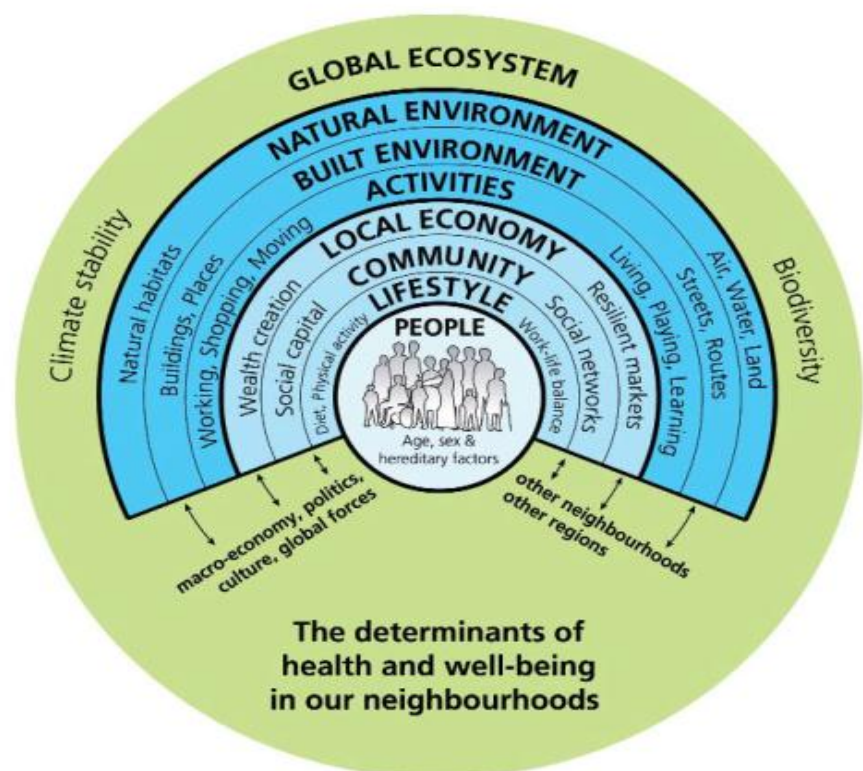 GLOBAL ECOSYSTEM
NATURAL ENVIRONMENT
BUILT ENVIRONMENT
ACTIVITIES
LOCAL ECONOMY
COMMUNITY
LIFESTYLE
PEOPLE
Age, sex &
hereditary factors
Climate stability
Natural habitats
Buildings, Places
Working, Shopping, Moving
Wealth creation
Social capital
Diet, Physical activity
Work-life balance
Social networks
Resilient markets
Living, Playing, Learning
Streets, Routes
Air, Water, Land
Biodiversity
macro-economy, politics,
culture, global forces
other neighbourhoods
other regions
The determinants of
health and well-being
in our neighbourhoods